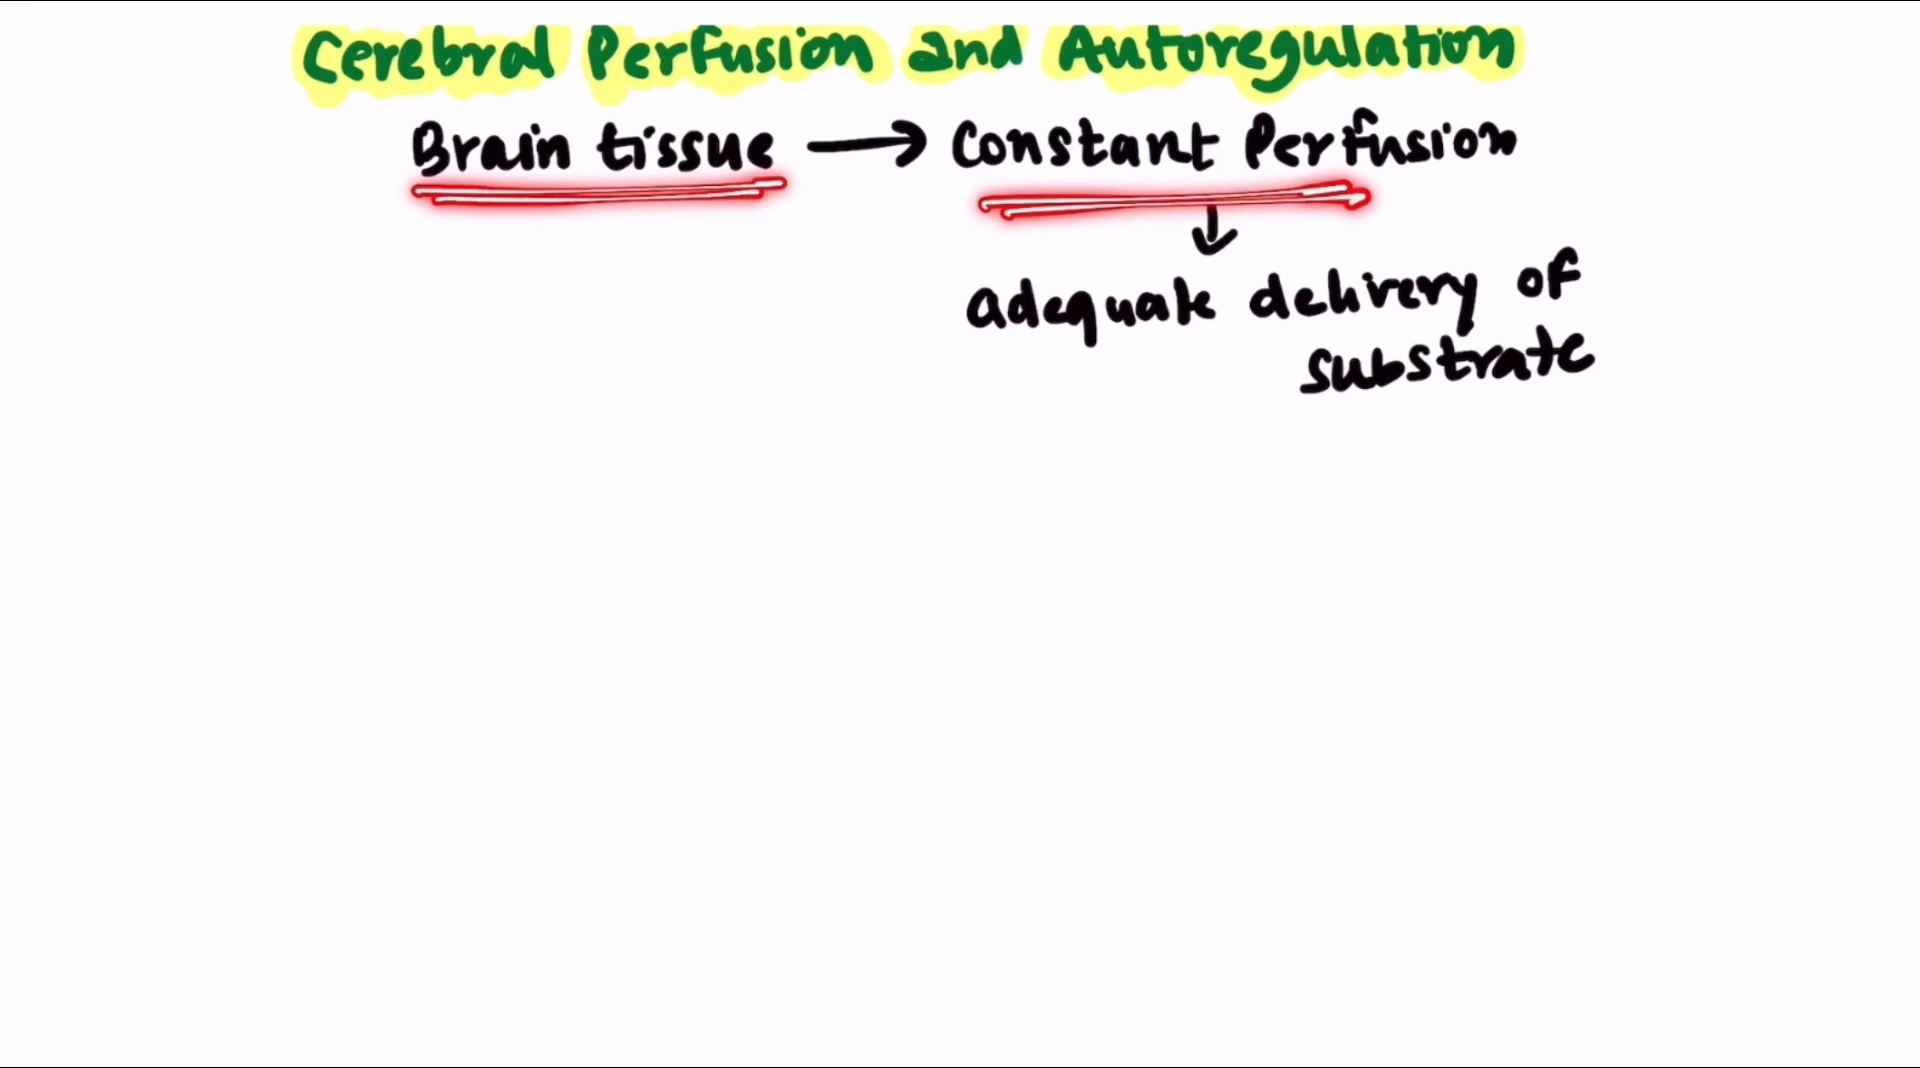 Cerebral Perfusion and Autoregulation
Brain tissue → Constant Perfusion
↓
Adequate delivery of
substrate